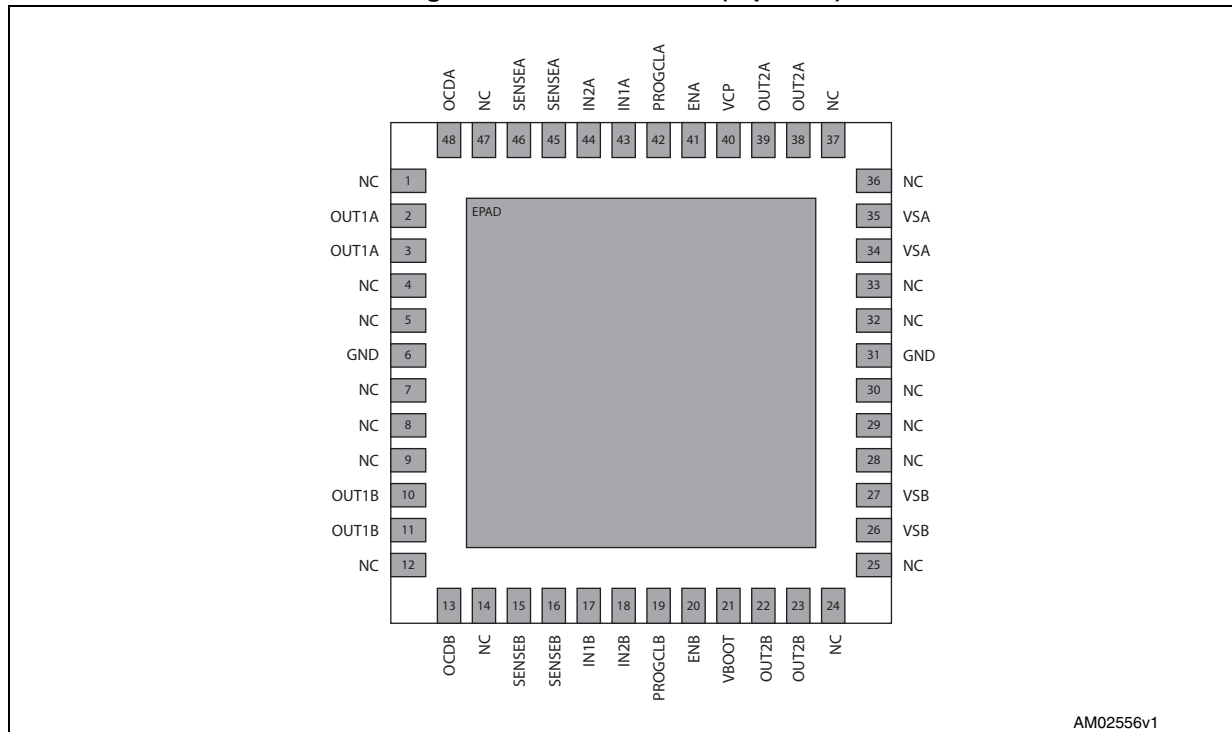 OCDA
NC
SENSEA
SENSEA
IN2A
IN1A
PROGCLA
ENA
VCP
OUT2A
OUT2A
NC
48 47 46 45 44 43 42 41 40 39 38 37
NC 1 36 NC
EPAD
OUT1A 2 35 VSA
OUT1A 3 34 VSA
NC 4 33 NC
NC 5 32 NC
GND 6 31 GND
NC 7 30 NC
NC 8 29 NC
NC 9 28 NC
OUT1B 10 27 VSB
OUT1B 11 26 VSB
NC 12 25 NC
13 14 15 16 17 18 19 20 21 22 23 24
OCDB
NC
SENSEB
SENSEB
IN1B
IN2B
PROGCLB
ENB
VBOOT
OUT2B
OUT2B
NC
AM02556v1